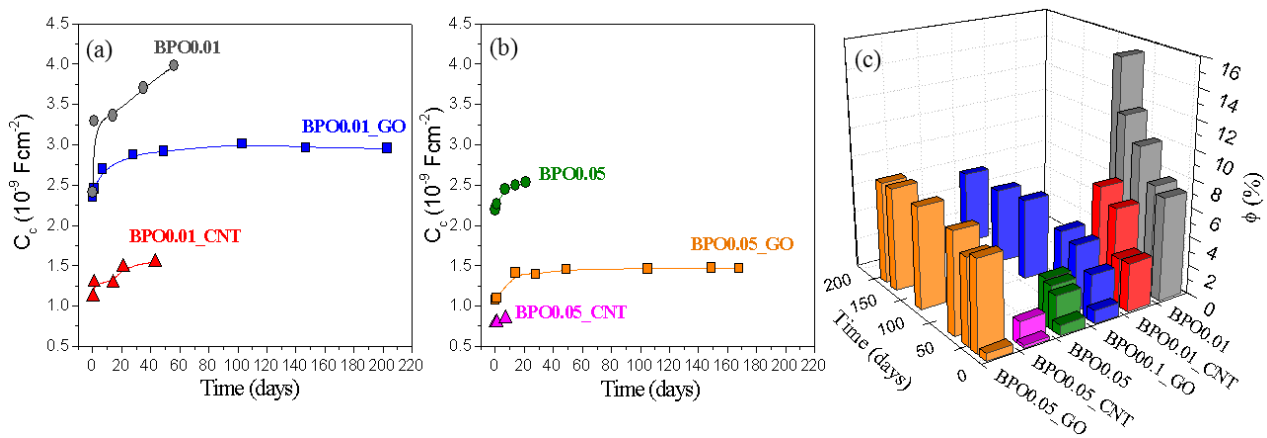 (a)
BPO0.01
BPO0.01_GO
BPO0.01_CNT
4.5
4.0
3.5
3.0
2.5
2.0
1.5
1.0
0.5
C_c (10^-9 Fcm^-2)
0 20 40 60 80 100 120 140 160 180 200 220
Time (days)
(b)
BPO0.05
BPO0.05_GO
BPO0.05_CNT
4.5
4.0
3.5
3.0
2.5
2.0
1.5
1.0
0.5
C_c (10^-9 Fcm^-2)
0 20 40 60 80 100 120 140 160 180 200 220
Time (days)
(c)
16
14
12
10
8
6
4
2
0
ϕ (%)
200
150
100
50
0
Time (days)
BPO0.01
BPO0.01_CNT
BPO00.1_GO
BPO0.05
BPO0.05_CNT
BPO0.05_GO